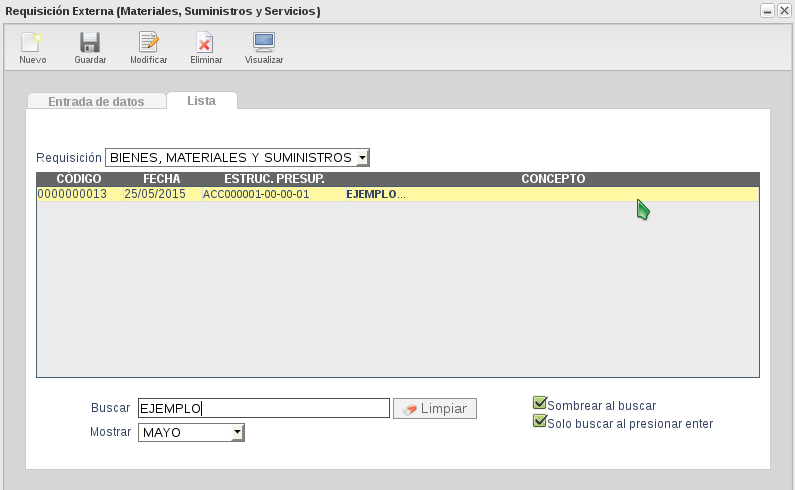 Requisición Externa (Materiales, Suministros y Servicios)
Nuevo Guardar Modificar Eliminar Visualizar
Entrada de datos Lista
Requisición BIENES, MATERIALES Y SUMINISTROS
CÓDIGO FECHA ESTRUC. PRESUP. CONCEPTO
0000000013 25/05/2015 ACC000001-00-00-01 EJEMPLO...
Buscar EJEMPLO Limpiar Sombrear al buscar
Solo buscar al presionar enter
Mostrar MAYO